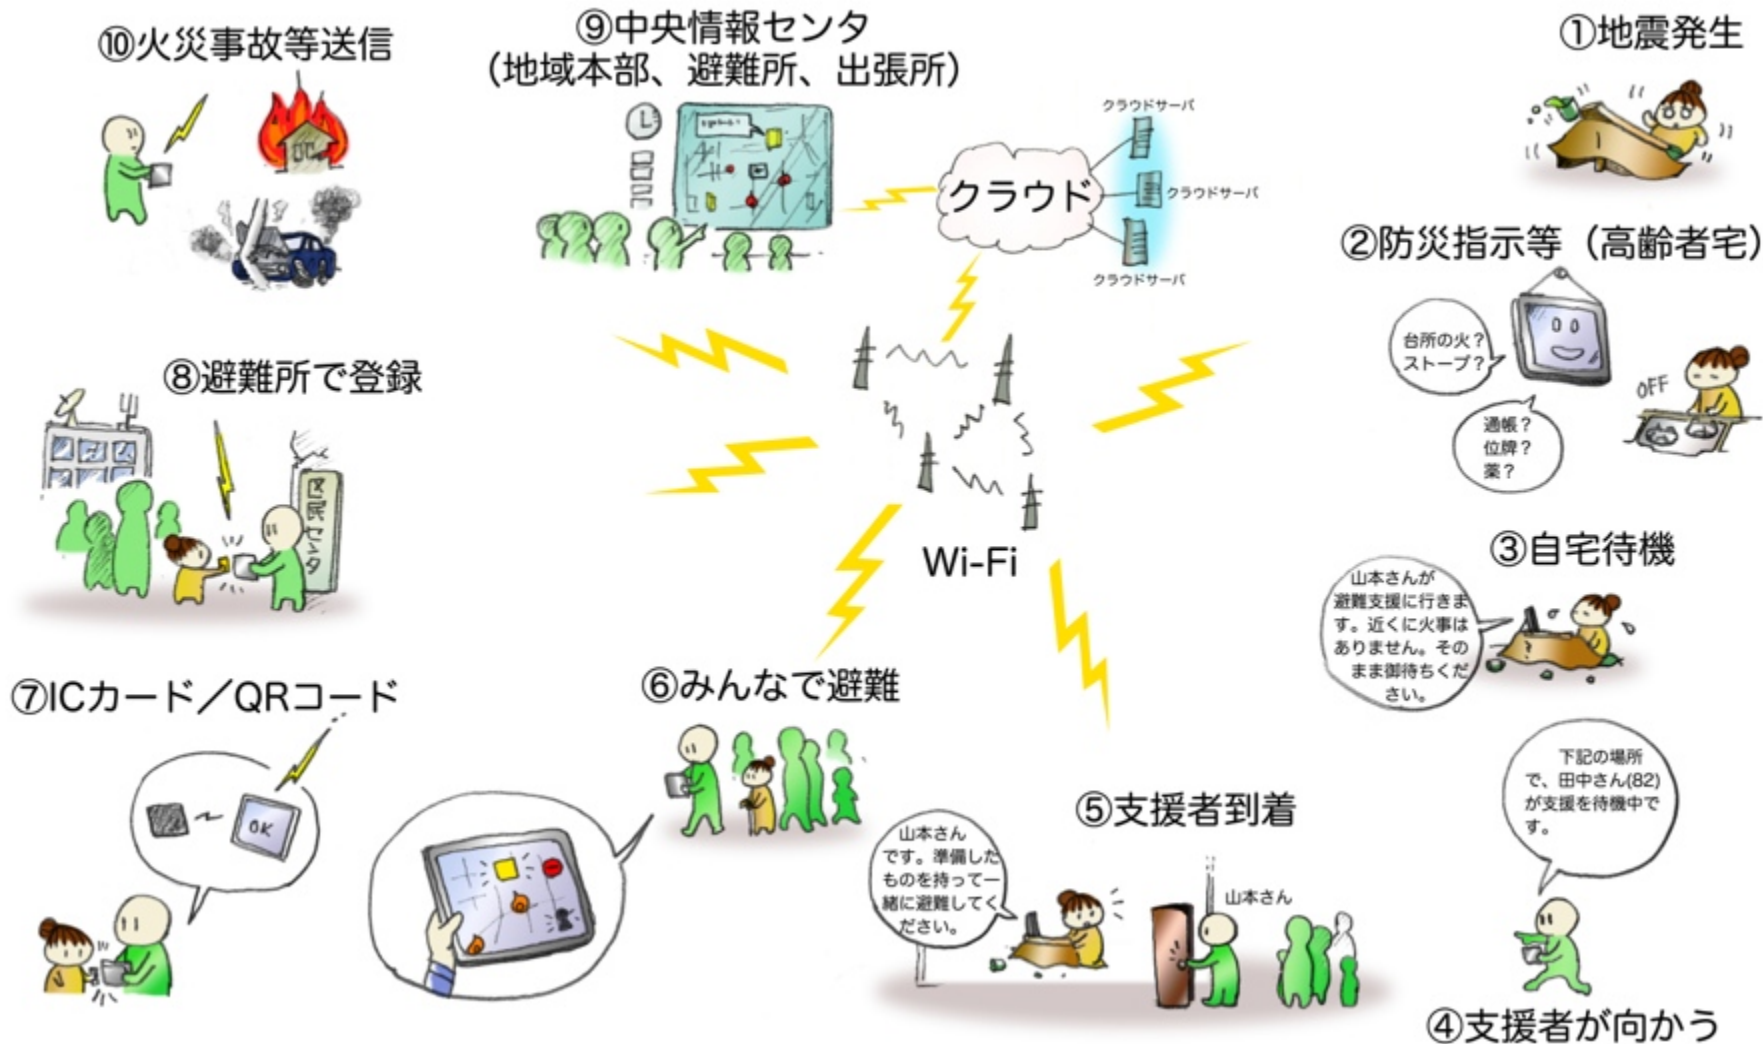 ①地震発生
②防災指示等（高齢者宅）
台所の火？
ストーブ？
OFF
通帳？
位牌？
薬？
③自宅待機
山本さんが
避難支援に行きま
す。近くに火事は
ありません。その
まま御待ちくだ
さい。
下記の場所
で、田中さん(82)
が支援を待機中で
す。
④支援者が向かう
⑤支援者到着
山本さん
です。準備した
ものを持って一
緒に避難してく
ださい。
山本さん
⑥みんなで避難
⑦ICカード／QRコード
OK
⑧避難所で登録
区民センタ
⑨中央情報センタ
（地域本部、避難所、出張所）
⑩火災事故等送信
クラウド
クラウドサーバ
クラウドサーバ
クラウドサーバ
Wi-Fi